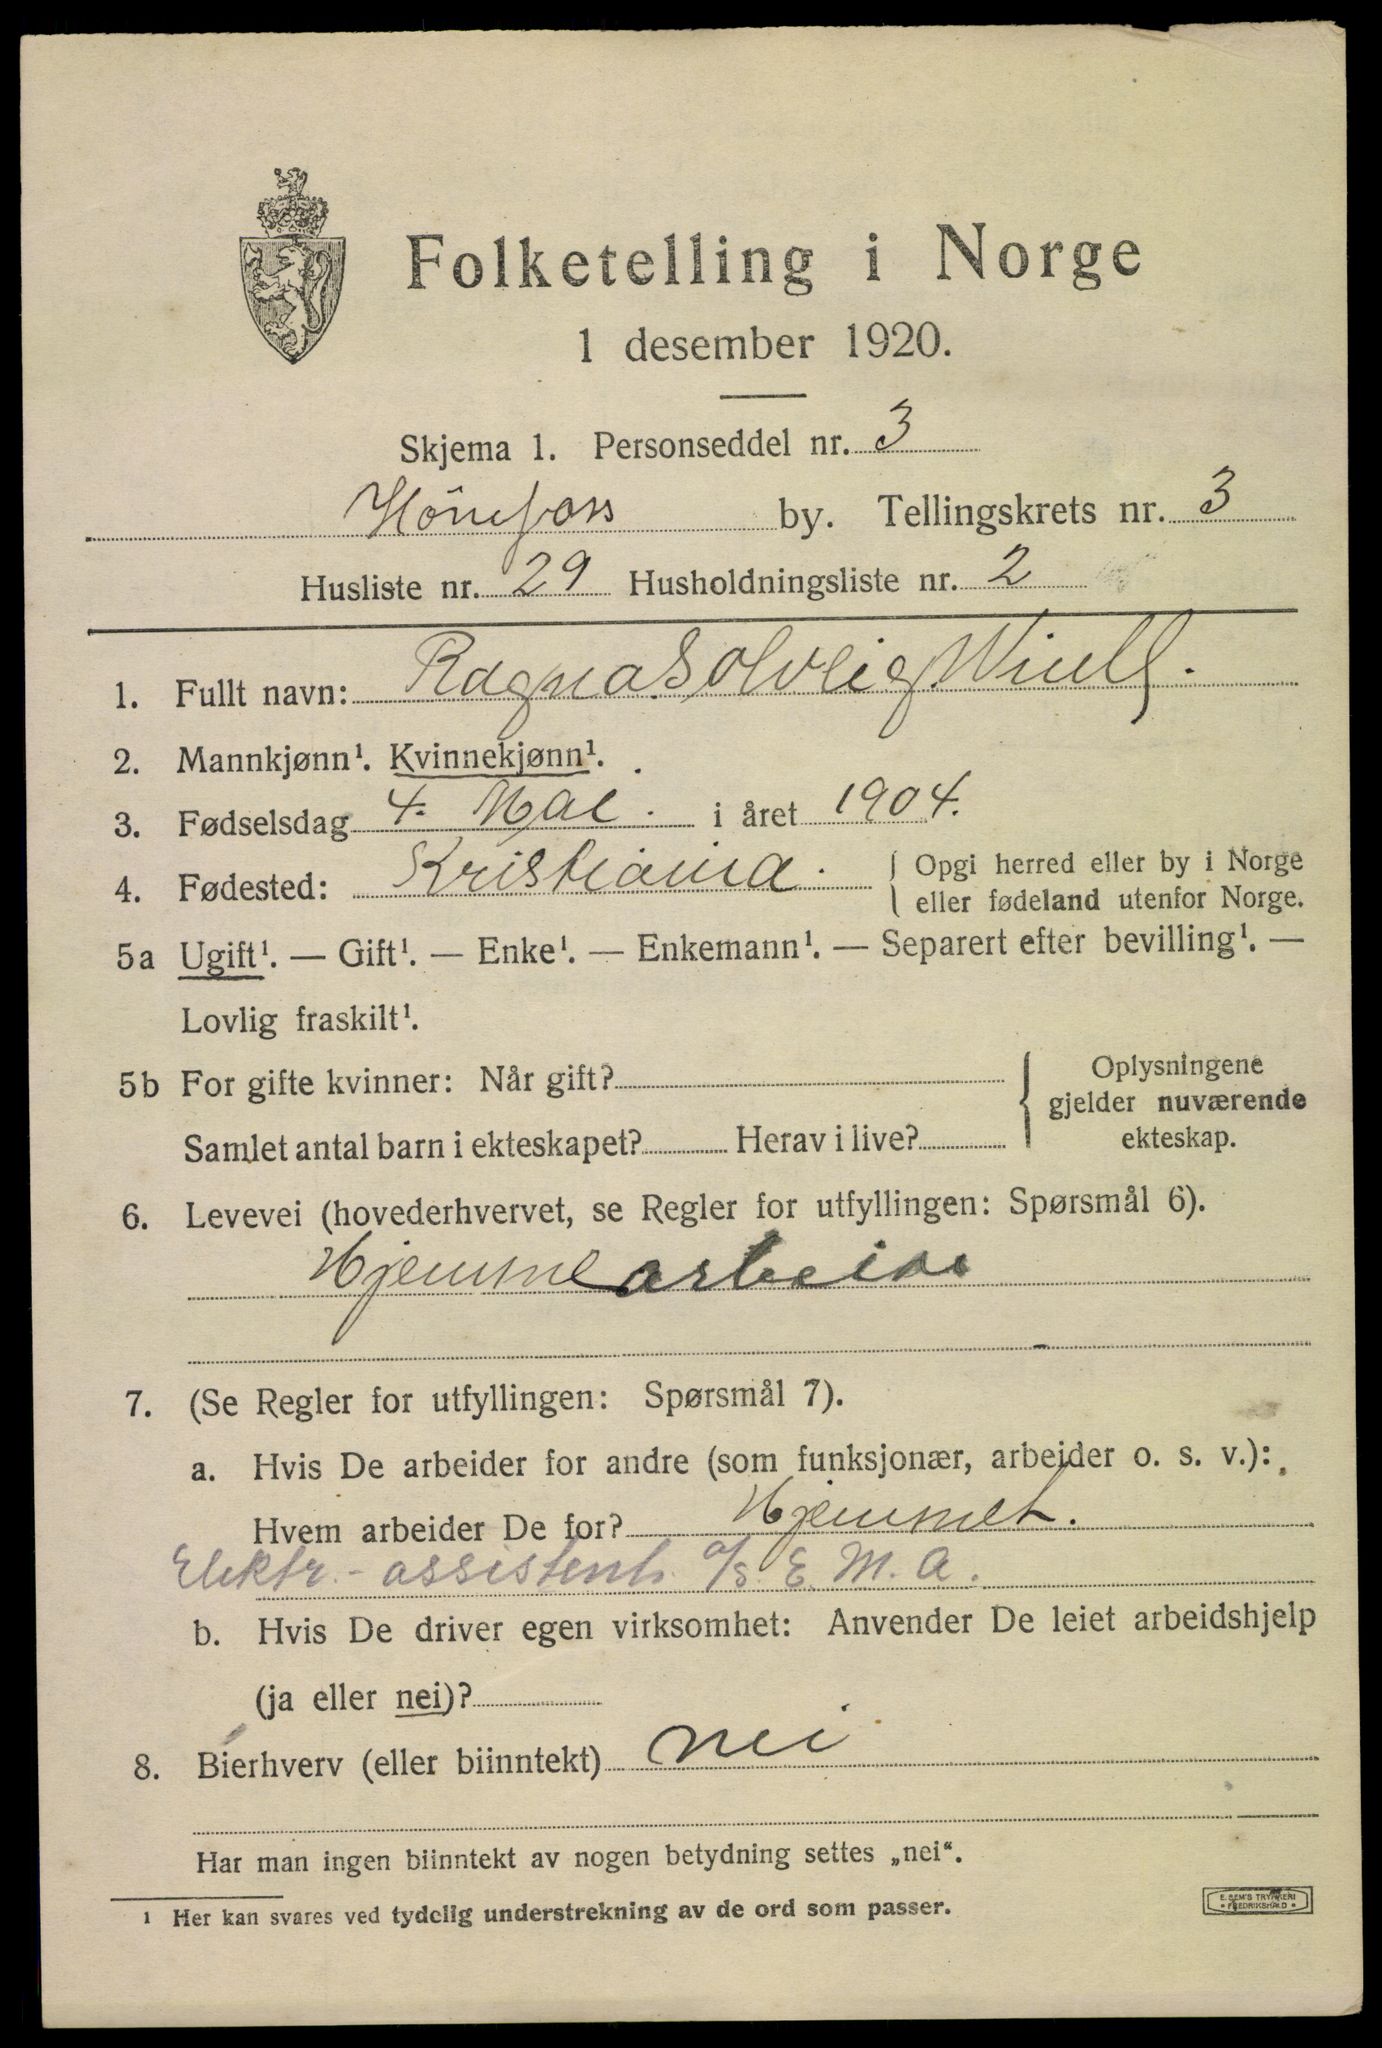 Folketelling i Norge
1 desember 1920.
Skjema 1. Personseddel nr. 3
Hönefoss by. Tellingskrets nr. 3
Husliste nr. 29 Husholdningsliste nr. 2
1. Fullt navn: Ragna Solveig
2. Mannkjønn¹. Kvinnekjønn¹.
3. Fødselsdag 4. Mai. i året 1904.
4. Fødested: Kristiania. { Opgi herred eller by i Norge
eller fødeland utenfor Norge.
5a Ugift¹. — Gift¹. — Enke¹. — Enkemann¹. — Separert efter bevilling¹. —
Lovlig fraskilt¹.
5b For gifte kvinner: Når gift? { Oplysningene
gjelder nuværende
Samlet antal barn i ekteskapet? Herav i live? ekteskap.
6. Levevei (hovederhvervet, se Regler for utfyllingen: Spørsmål 6).
Hjemmearbeide
7. (Se Regler for utfyllingen: Spørsmål 7).
a. Hvis De arbeider for andre (som funksjonær, arbeider o. s. v.):
Hvem arbeider De for? Hjemmet.
Elektr.-assistent. A/S. E. M. A.
b. Hvis De driver egen virksomhet: Anvender De leiet arbeidshjelp
(ja eller nei)?
8. Bierhverv (eller biinntekt) nei
Har man ingen biinntekt av nogen betydning settes „nei“.
¹ Her kan svares ved tydelig understrekning av de ord som passer.
E. SEM'S TRYKKERI
• FREDRIKSHALD •